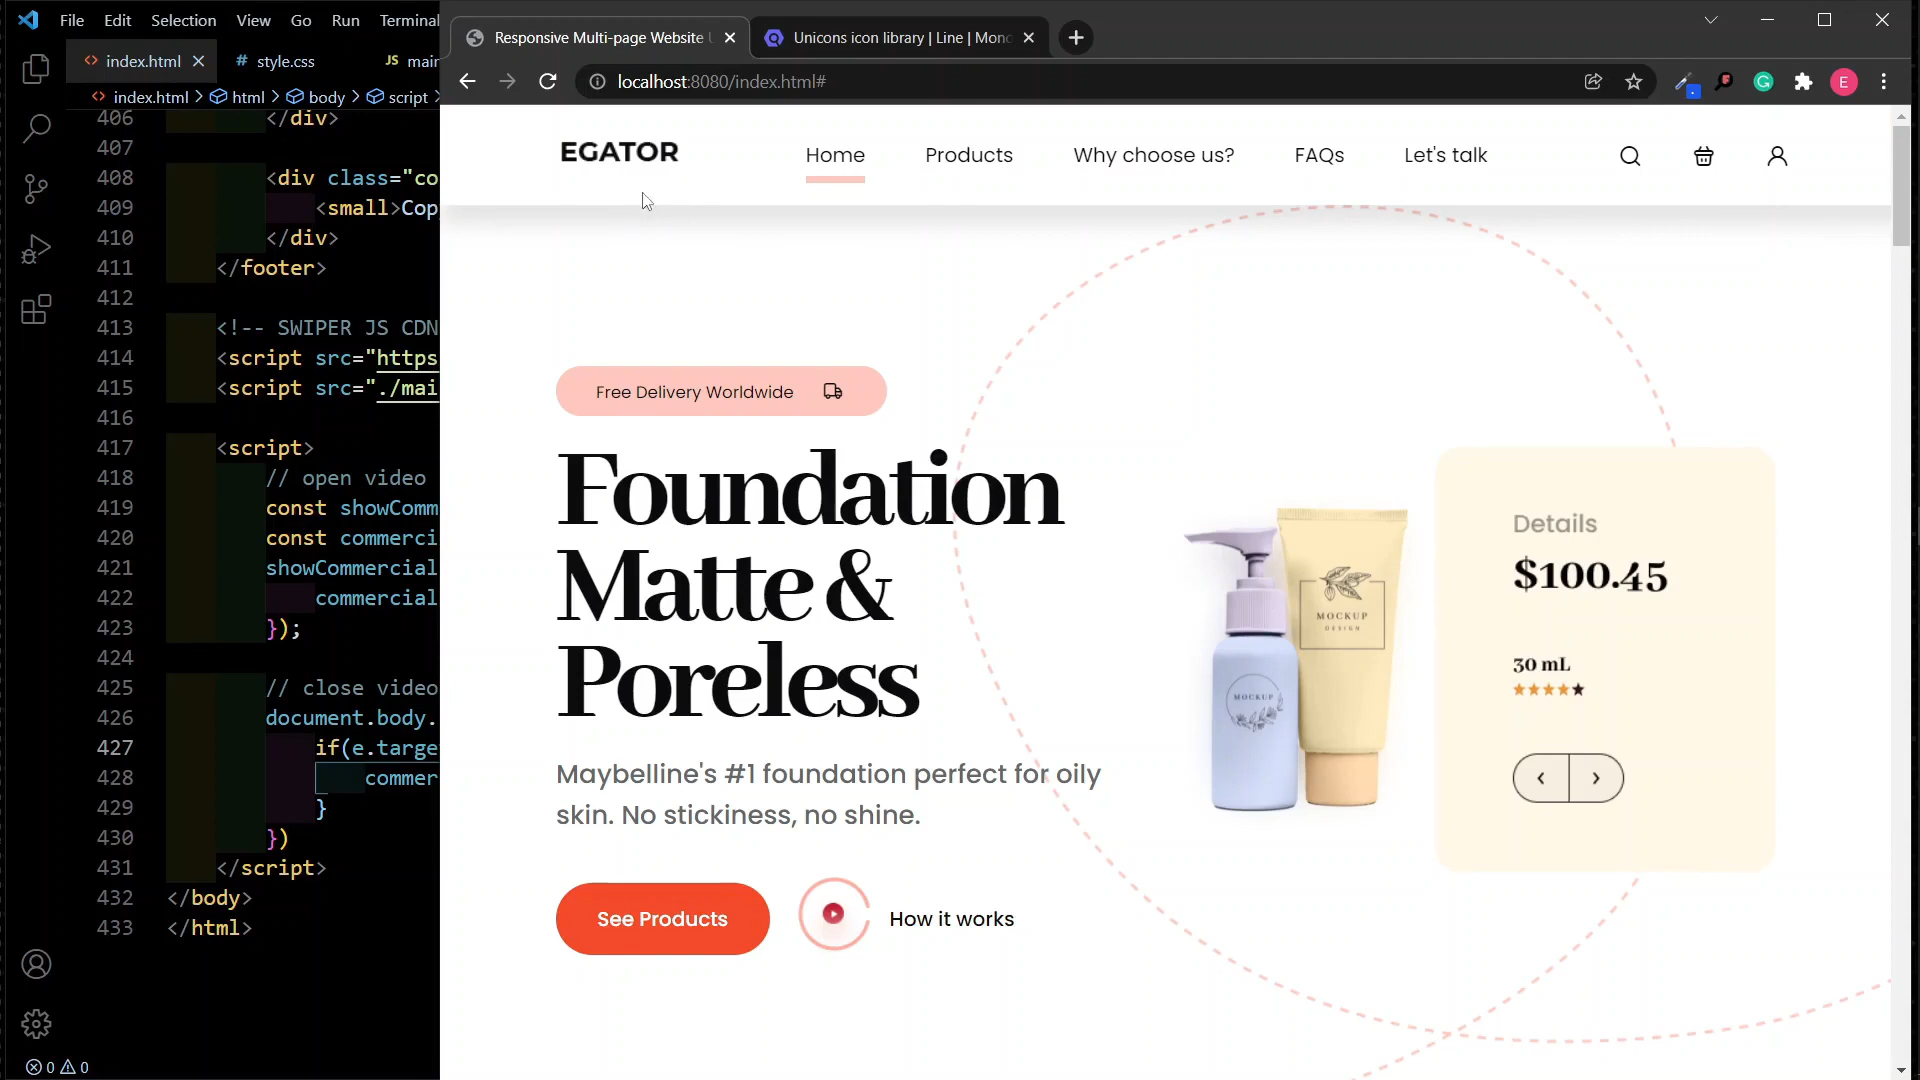 File Edit Selection View Go Run Terminal
index.html
style.css
main
index.html > html > body > script >
406 </div>
407
408 <div class="co
409 <small>Cop
410 </div>
411 </footer>
412
413 <!-- SWIPER JS CDN
414 <script src="https
415 <script src="./mai
416
417 <script>
418 // open video
419 const showComm
420 const commerci
421 showCommercial
422 commercial
423 });
424
425 // close video
426 document.body.
427 if(e.targe
428 commer
429 }
430 })
431 </script>
432 </body>
433 </html>
0 0
Responsive Multi-page Website
Unicons icon library | Line | Mono
localhost:8080/index.html#
E
EGATOR
Home
Products
Why choose us?
FAQs
Let's talk
Free Delivery Worldwide
Foundation
Matte &
Poreless
Maybelline's #1 foundation perfect for oily
skin. No stickiness, no shine.
See Products
How it works
MOCKUP
DESIGN
MOCKUP
Details
$100.45
30 mL